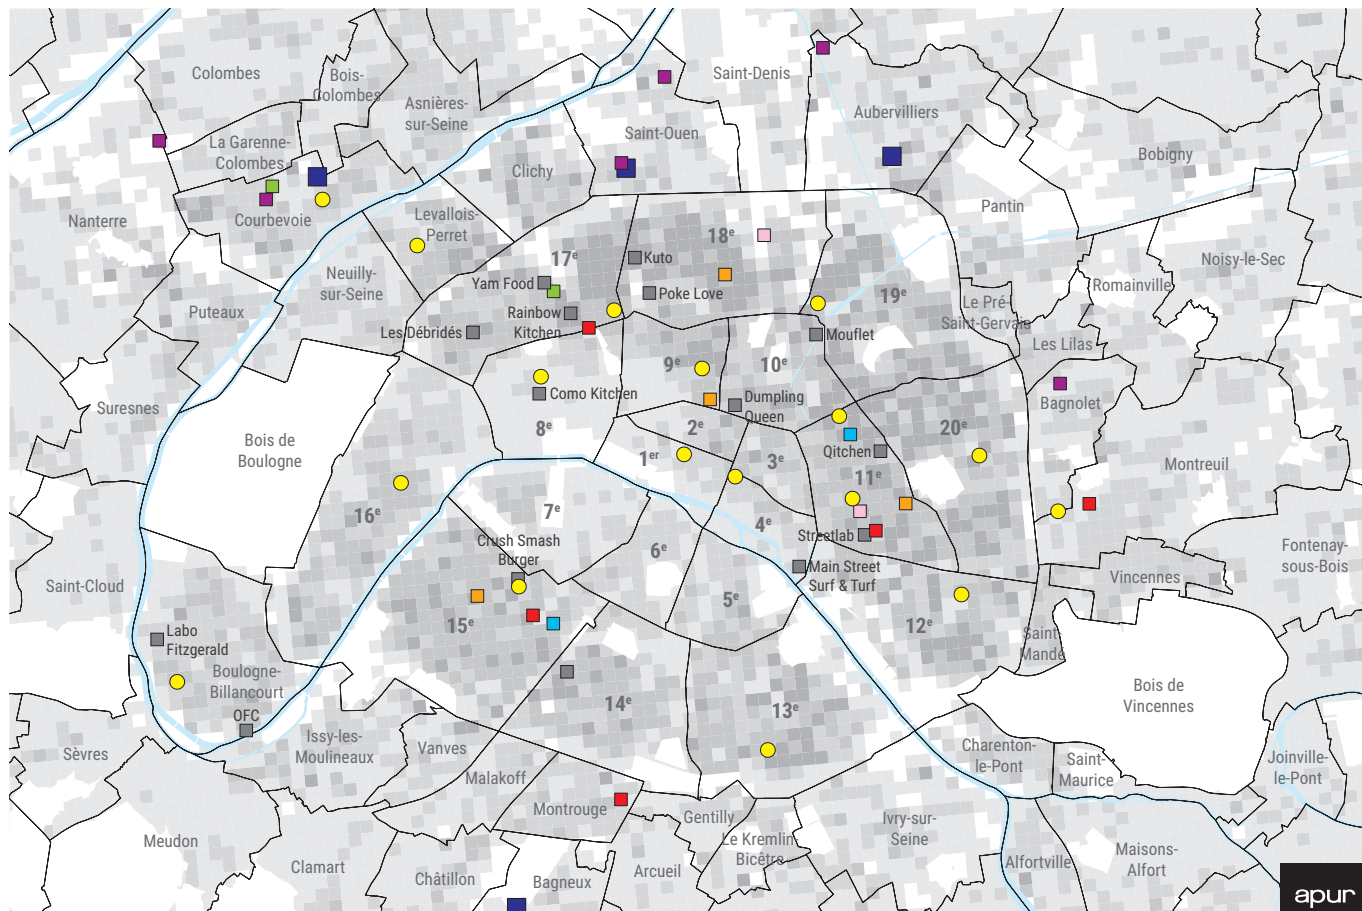 Colombes
Bois-
Colombes
Asnières-
sur-Seine
Saint-Denis
Aubervilliers
Saint-Ouen
La Garenne-
Colombes
Clichy
Bobigny
Nanterre
Courbevoie
Levallois-
Perret
Pantin
Neuilly-
sur-Seine
17e
18e
Kuto
Noisy-le-Sec
Romainville
Yam Food
Poke Love
19e
Le Pré-
Saint-Gervais
Puteaux
Rainbow
Kitchen
Les Débridés
Mouflet
Les Lilas
9e
10e
Como Kitchen
Dumpling
Queen
Bagnolet
Suresnes
8e
2e
20e
Bois de
Boulogne
1er
3e
Qitchen
Montreuil
11e
16e
7e
4e
Crush Smash
Burger
6e
Streetlab
Main Street
Surf & Turf
Fontenay-
sous-Bois
Saint-Cloud
Vincennes
5e
15e
12e
Labo
Fitzgerald
Saint-
Mandé
Boulogne-
Billancourt
Bois de
Vincennes
14e
13e
OFC
Issy-les-
Moulineaux
Vanves
Sèvres
Malakoff
Charenton-
le-Pont
Saint-
Maurice
Joinville-
le-Pont
Montrouge
Gentilly
Meudon
Le Kremlin-
Bicêtre
Ivry-sur-
Seine
Clamart
Châtillon
Bagneux
Arcueil
Alfortville
Maisons-
Alfort
apur